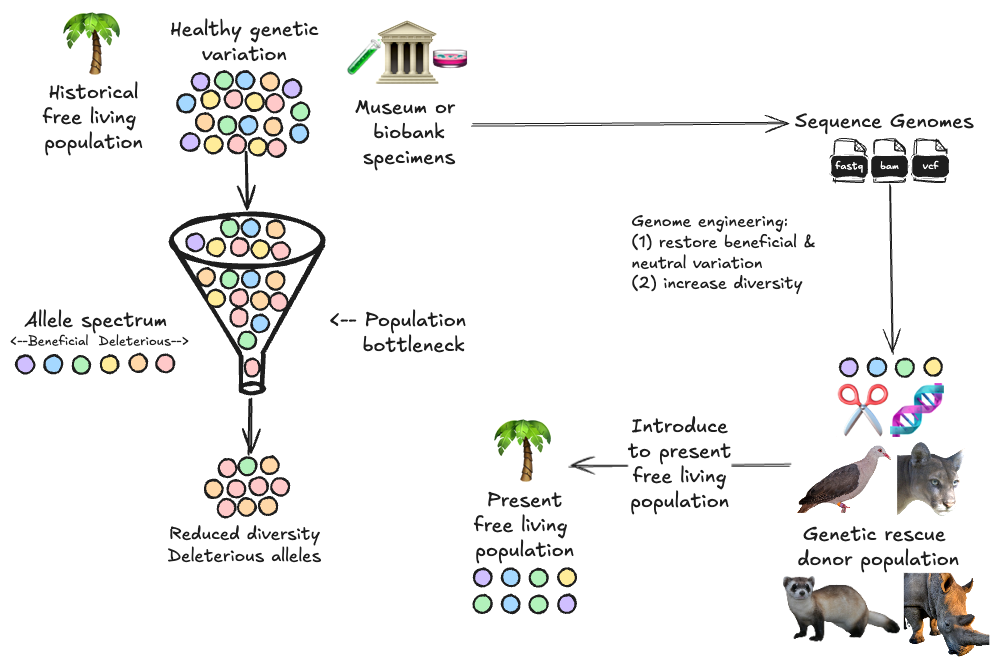 Healthy genetic
variation
Historical
free living
population
Museum or
biobank
specimens
Sequence Genomes
fastq
bam
vcf
Genome engineering:
(1) restore beneficial &
neutral variation
(2) increase diversity
Allele spectrum
<--Beneficial Deleterious-->
<-- Population
bottleneck
Introduce
to present
free living
population
Present
free living
population
Reduced diversity
Deleterious alleles
Genetic rescue
donor population